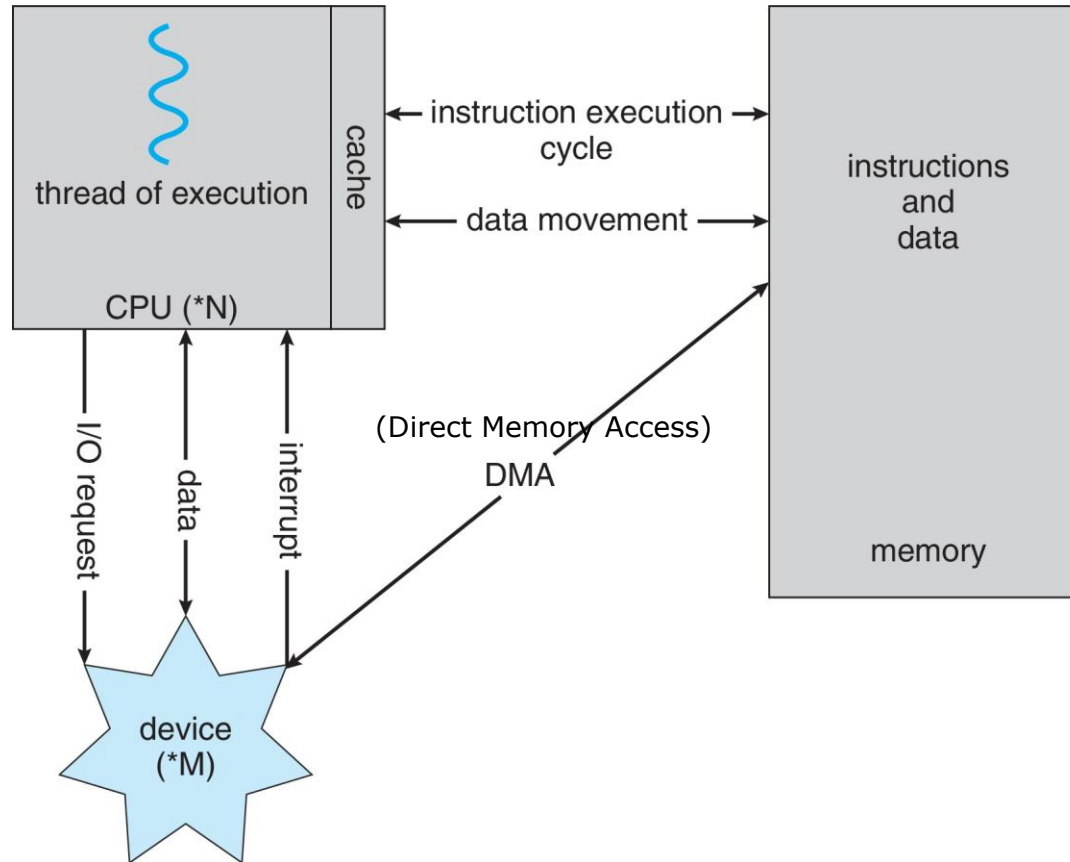 thread of execution
cache
CPU (*N)
instruction execution
cycle
data movement
instructions
and
data
memory
I/O request
data
interrupt
(Direct Memory Access)
DMA
device
(*M)